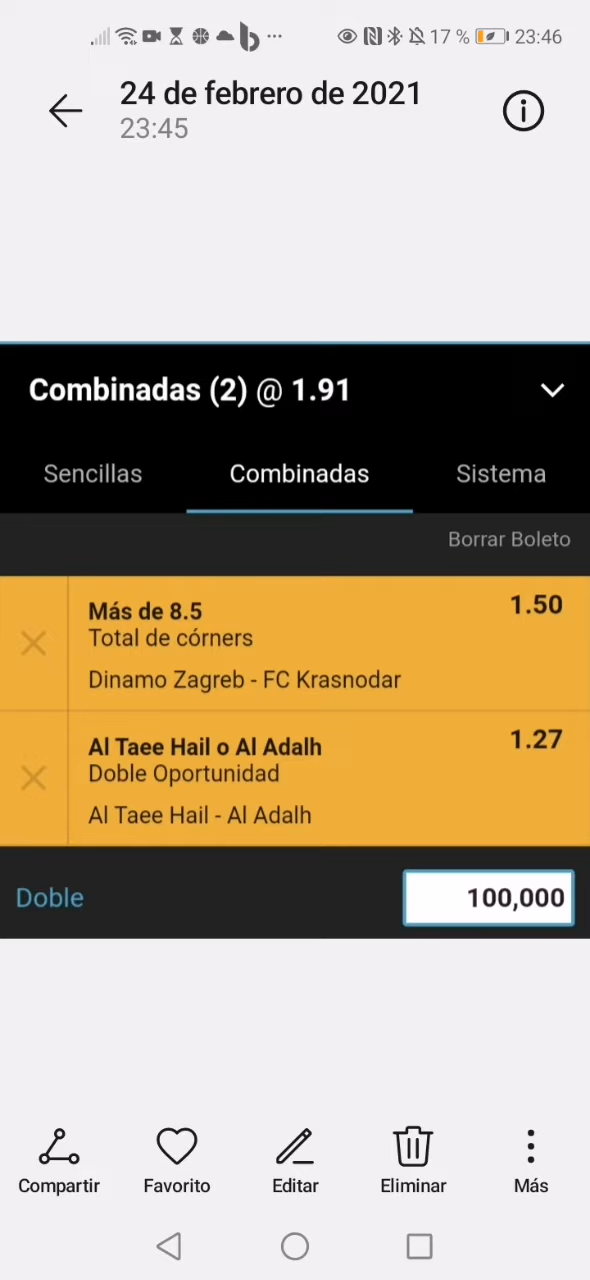 17 % 23:46
24 de febrero de 2021
23:45
Combinadas (2) @ 1.91
Sencillas Combinadas Sistema
Borrar Boleto
Más de 8.5 1.50
Total de córners
Dinamo Zagreb - FC Krasnodar
Al Taee Hail o Al Adalh 1.27
Doble Oportunidad
Al Taee Hail - Al Adalh
Doble 100,000
Compartir Favorito Editar Eliminar Más